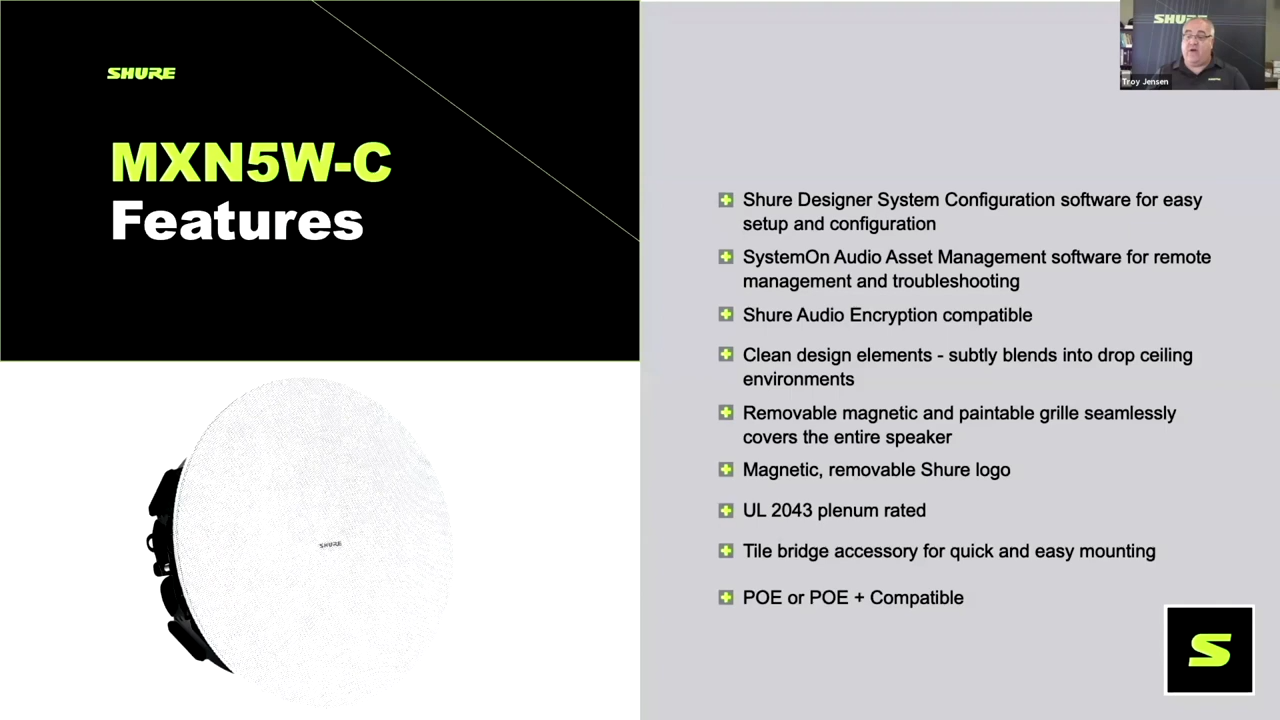 SHURE
MXN5W-C
Features
SHURE
SHURE
Troy Jensen
Shure Designer System Configuration software for easy
setup and configuration
SystemOn Audio Asset Management software for remote
management and troubleshooting
Shure Audio Encryption compatible
Clean design elements - subtly blends into drop ceiling
environments
Removable magnetic and paintable grille seamlessly
covers the entire speaker
Magnetic, removable Shure logo
UL 2043 plenum rated
Tile bridge accessory for quick and easy mounting
POE or POE + Compatible
S